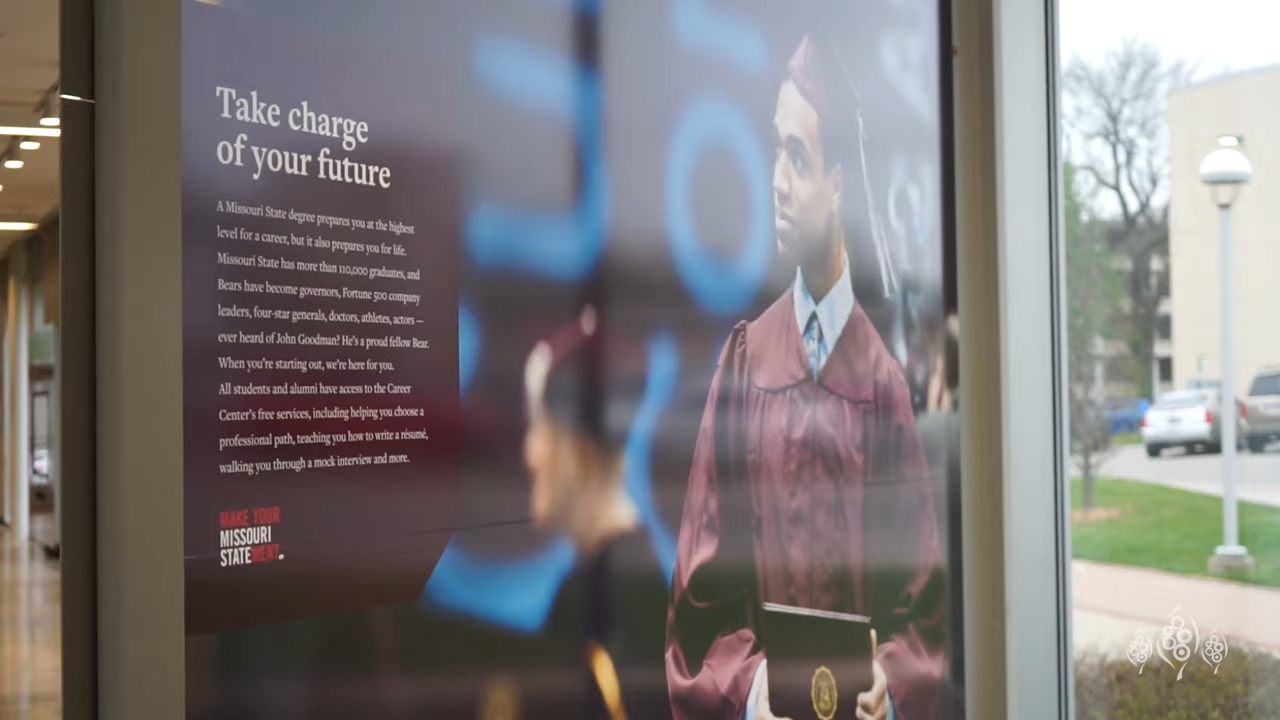 Take charge
of your future
A Missouri State degree prepares you at the highest
level for a career, but it also prepares you for life.
Missouri State has more than 110,000 graduates, and
Bears have become governors, Fortune 500 company
leaders, four-star generals, doctors, athletes, actors —
ever heard of John Goodman? He's a proud fellow Bear.
When you're starting out, we're here for you.
All students and alumni have access to the Career
Center's free services, including helping you choose a
professional path, teaching you how to write a résumé,
walking you through a mock interview and more.
MAKE YOUR
MISSOURI
STATEMENT